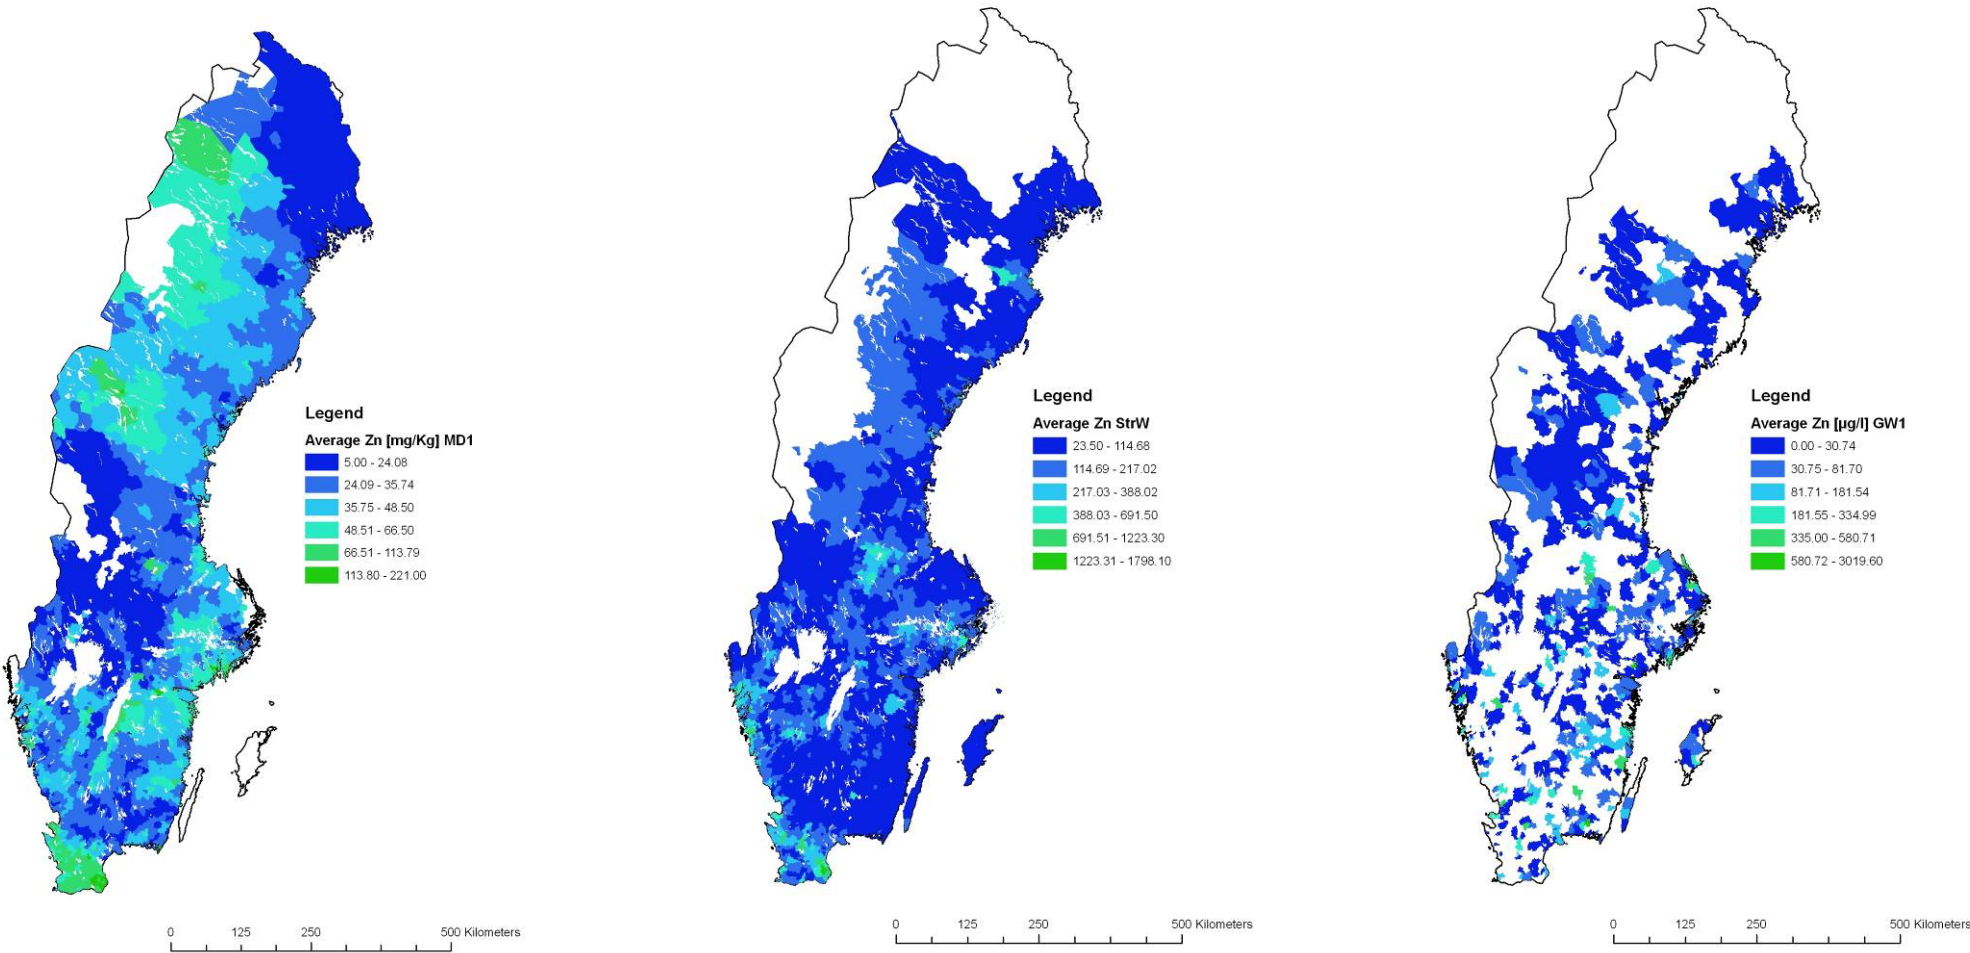 Legend
Average Zn [mg/Kg] MD1
5.00 - 24.08
24.09 - 35.74
35.75 - 48.50
48.51 - 66.50
66.51 - 113.79
113.80 - 221.00
0 125 250 500 Kilometers
Legend
Average Zn StrW
23.50 - 114.68
114.69 - 217.02
217.03 - 388.02
388.03 - 691.50
691.51 - 1223.30
1223.31 - 1798.10
0 125 250 500 Kilometers
Legend
Average Zn [µg/l] GW1
0.00 - 30.74
30.75 - 81.70
81.71 - 181.54
181.55 - 334.99
335.00 - 580.71
580.72 - 3019.60
0 125 250 500 Kilometers